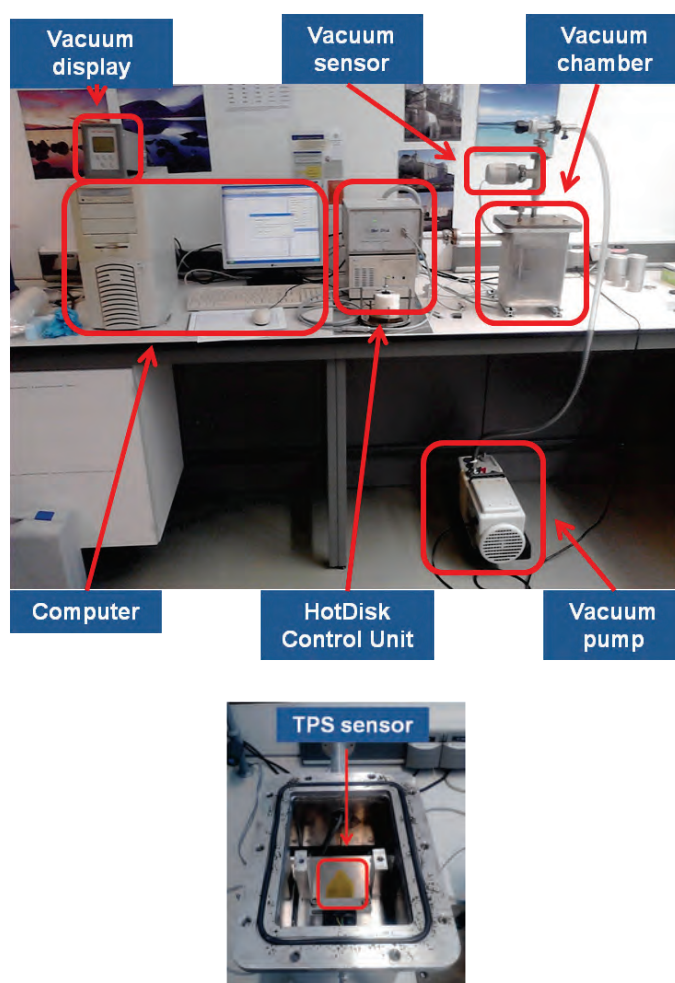 Vacuum
display
Vacuum
sensor
Vacuum
chamber
Computer
HotDisk
Control Unit
Vacuum
pump
TPS sensor